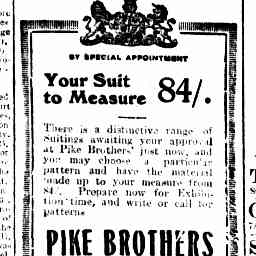 BY SPECIAL APPOINTMENT
Your Suit
to Measure 84/.
There is a distinctive range of
Suitings awaiting your approval
at Pike Brothers' just now, and
you may choose a particular
pattern and have the material
made up to your measure from
84/. Prepare now for Exhibi-
tion time, and write or call for
patterns
PIKE BROTHERS